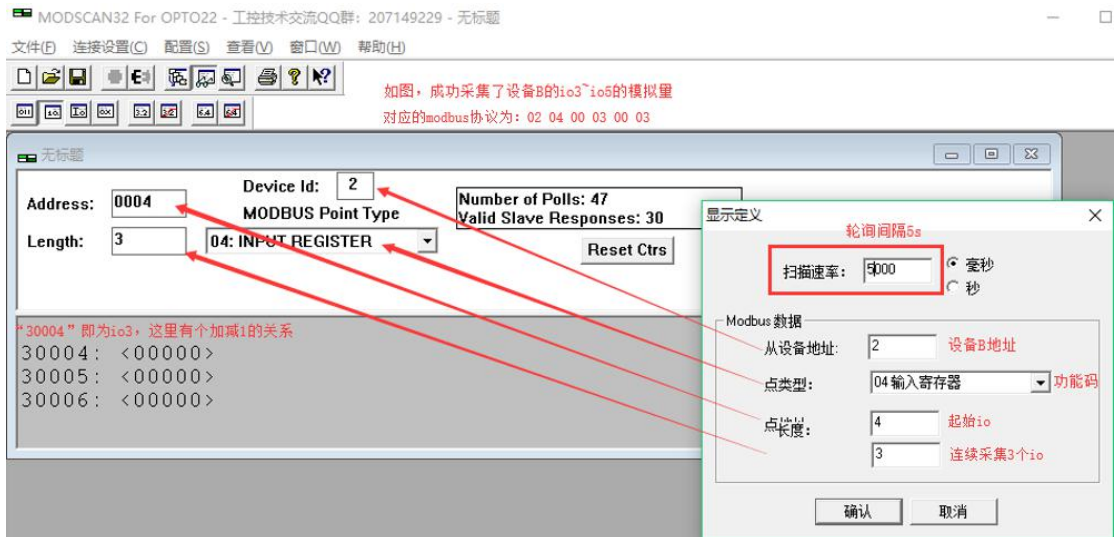 MODSCAN32 For OPTO22 - 工控技术交流QQ群：207149229 - 无标题
文件(F) 连接设置(C) 配置(S) 查看(V) 窗口(W) 帮助(H)
如图，成功采集了设备B的io3~io5的模拟量
对应的modbus协议为：02 04 00 03 00 03
无标题
Address: 0004
Device Id: 2
MODBUS Point Type
Length: 3
04: INPUT REGISTER
Number of Polls: 47
Valid Slave Responses: 30
Reset Ctrs
“30004”即为io3，这里有个加减1的关系
30004: <00000>
30005: <00000>
30006: <00000>
显示定义
轮询间隔5s
扫描速率： 5000 毫秒
秒
Modbus 数据
从设备地址: 2 设备B地址
点类型： 04 输入寄存器 功能码
点 4 起始io
长度： 3 连续采集3个io
确认 取消